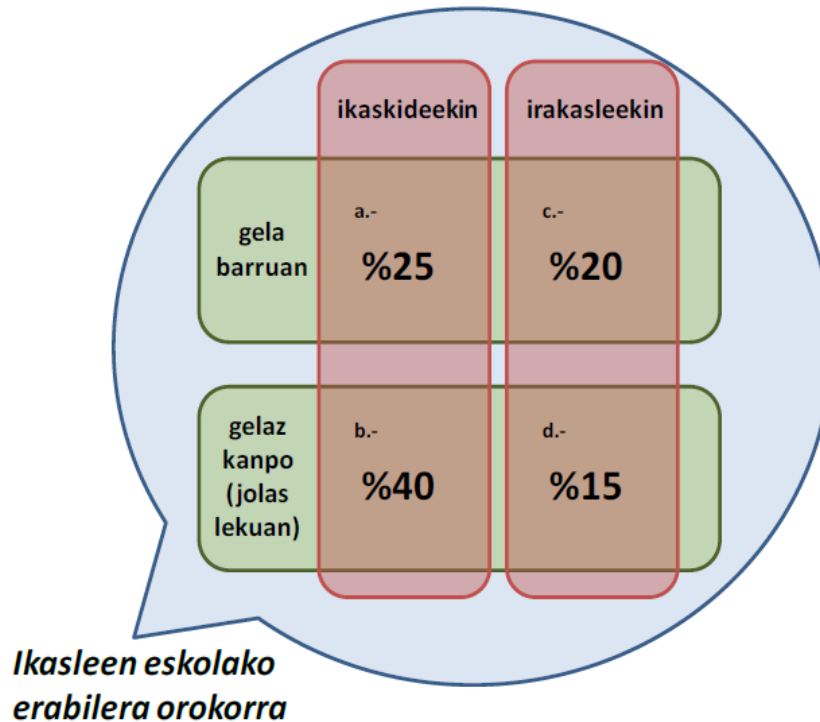 ikaskideekin irakasleekin
gela
barruan
a.- c.-
%25 %20
gelaz
kanpo
(jolas
lekuan)
b.- d.-
%40 %15
Ikasleen eskolako
erabilera orokorra